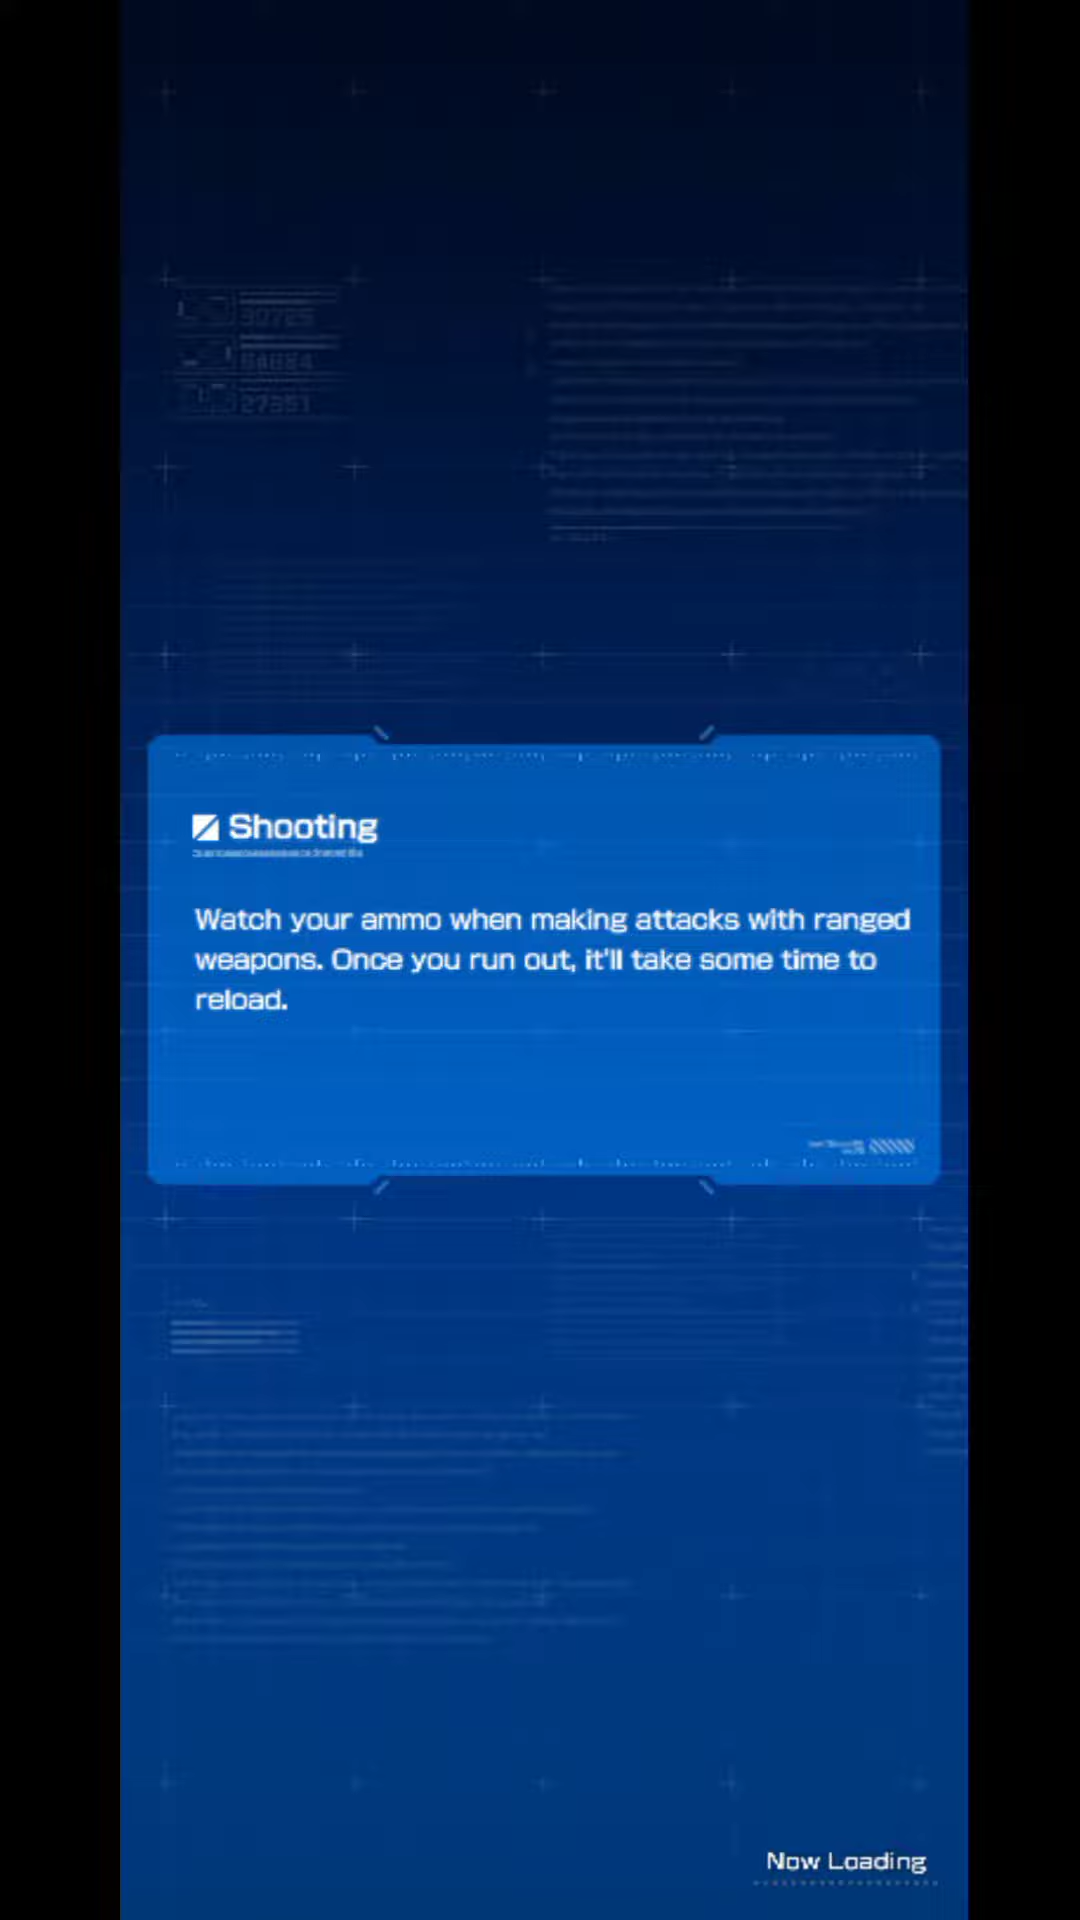 27351
Shooting
Watch your ammo when making attacks with ranged
weapons. Once you run out, it'll take some time to
reload.
Now Loading